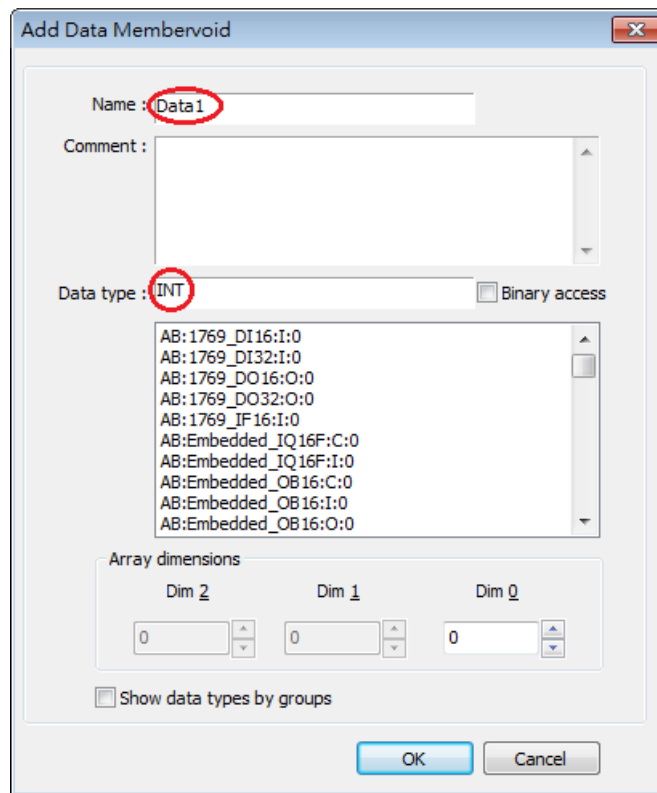 Add Data Membervoid
Name : Data1
Comment :
Data type : INT Binary access
AB:1769_DI16:I:0
AB:1769_DI32:I:0
AB:1769_DO16:O:0
AB:1769_DO32:O:0
AB:1769_IF16:I:0
AB:Embedded_IQ16F:C:0
AB:Embedded_IQ16F:I:0
AB:Embedded_OB16:C:0
AB:Embedded_OB16:I:0
AB:Embedded_OB16:O:0
Array dimensions
Dim 2 Dim 1 Dim 0
0 0 0
Show data types by groups
OK Cancel